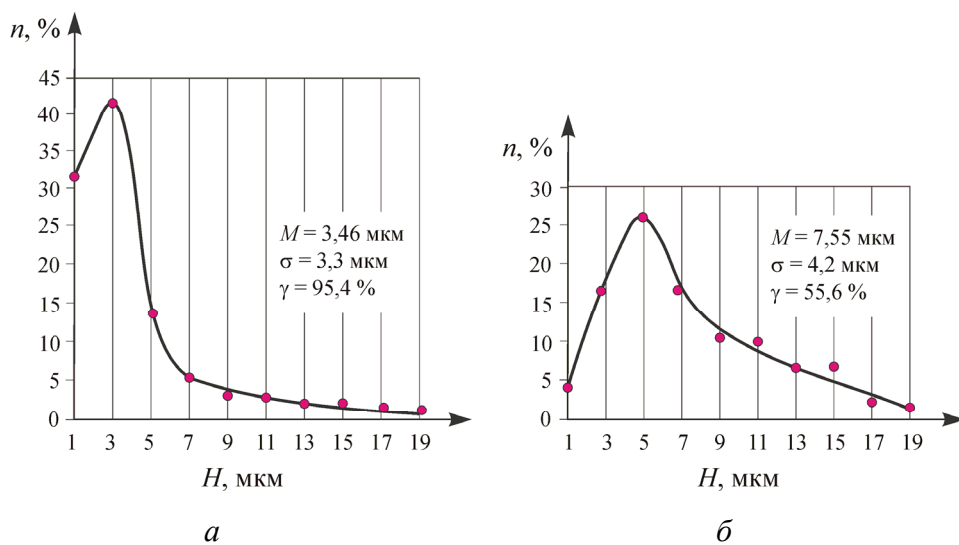 n, %
45
40
35
30
25
20
15
10
5
0
1 3 5 7 9 11 13 15 17 19
H, мкм
M = 3,46 мкм
σ = 3,3 мкм
γ = 95,4 %
а
n, %
30
25
20
15
10
5
0
1 3 5 7 9 11 13 15 17 19
H, мкм
M = 7,55 мкм
σ = 4,2 мкм
γ = 55,6 %
б